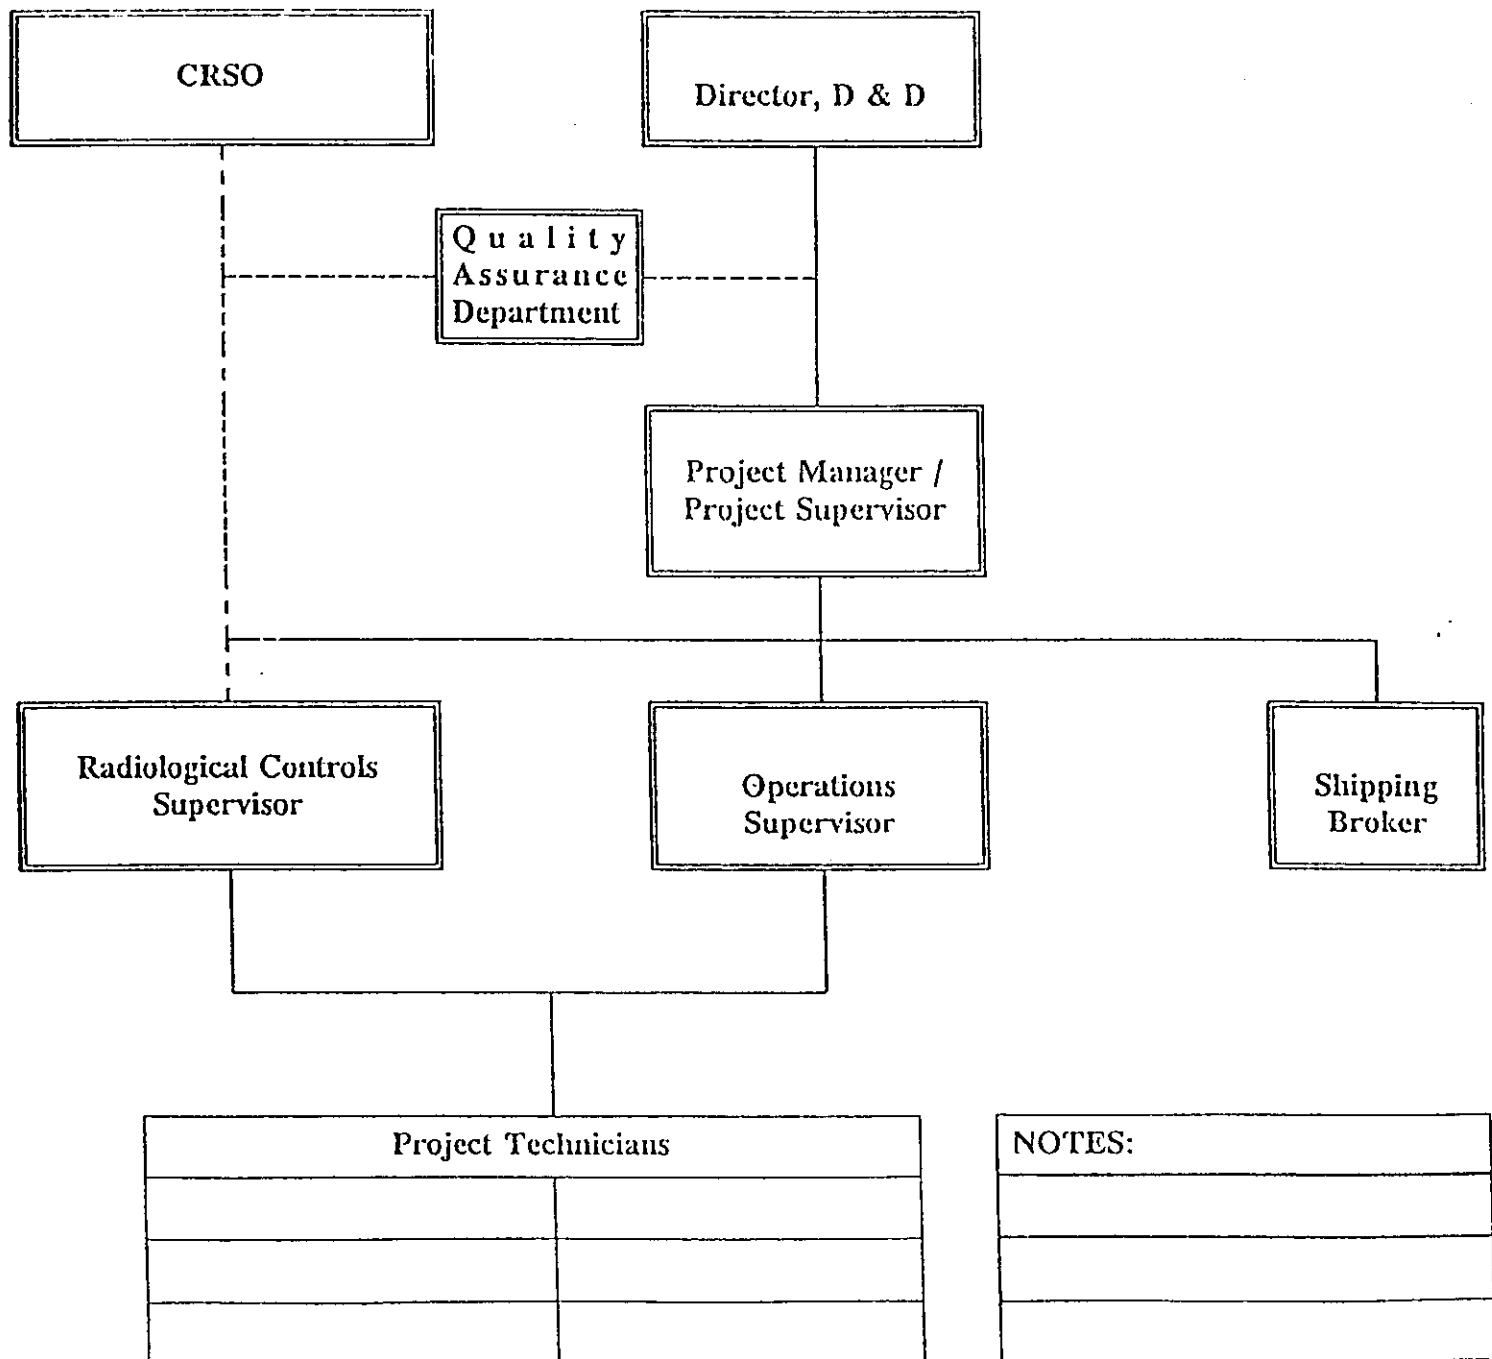 CRSO
Director, D & D
Quality
Assurance
Department
Project Manager /
Project Supervisor
Radiological Controls
Supervisor
Operations
Supervisor
Shipping
Broker
Project Technicians
NOTES: